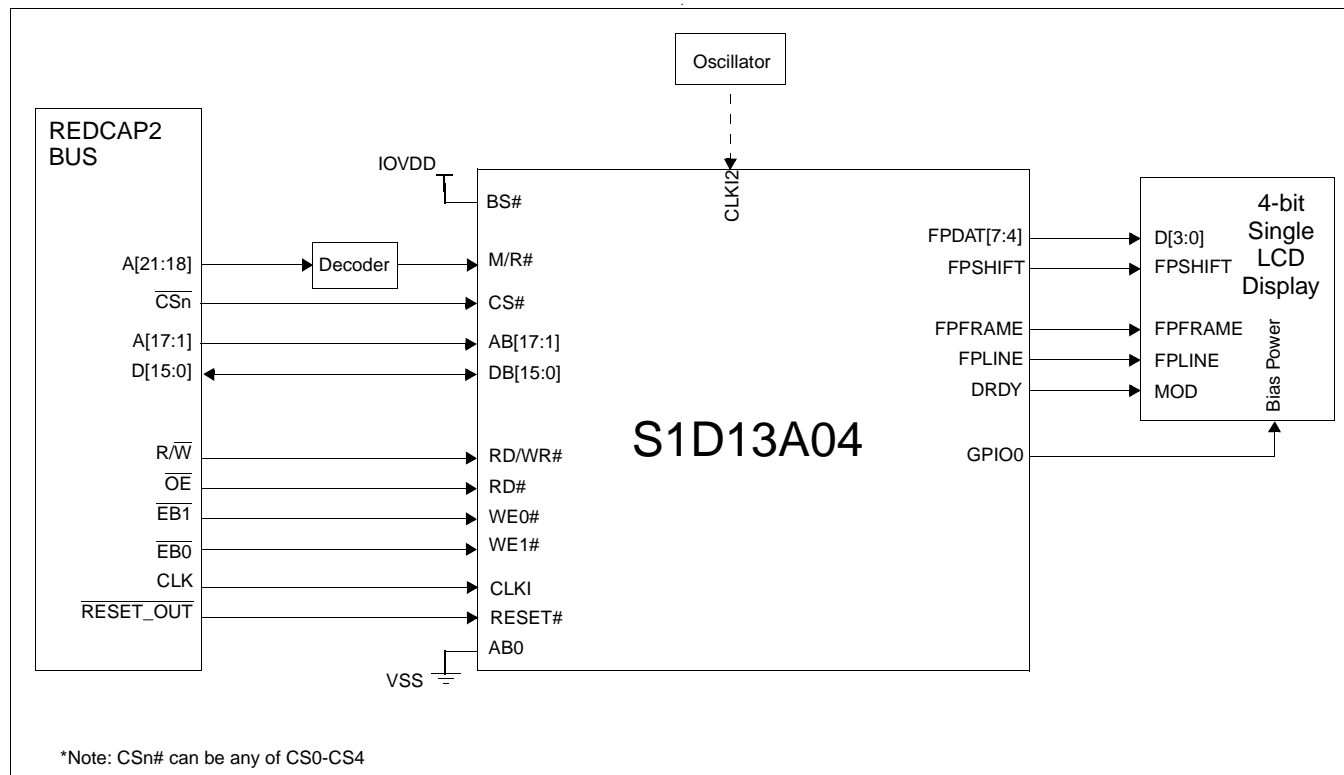 Oscillator
REDCAP2
BUS
IOVDD
BS#
CLKI2
4-bit
Single
LCD
Display
A[21:18]
Decoder
M/R#
FPDAT[7:4]
D[3:0]
FPSHIFT
FPSHIFT
CSn
CS#
A[17:1]
AB[17:1]
FPFRAME
FPFRAME
D[15:0]
DB[15:0]
FPLINE
FPLINE
DRDY
MOD
Bias Power
S1D13A04
R/W
RD/WR#
GPIO0
OE
RD#
EB1
WE0#
EB0
WE1#
CLK
CLKI
RESET_OUT
RESET#
AB0
VSS
*Note: CSn# can be any of CS0-CS4